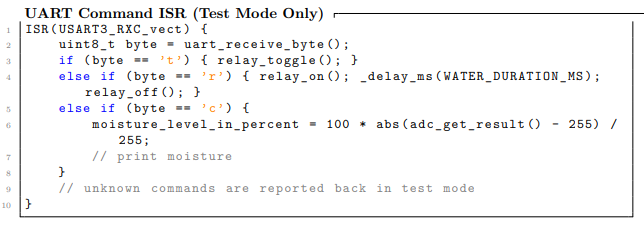 UART Command ISR (Test Mode Only)
1 ISR(USART3_RXC_vect) {
2 uint8_t byte = uart_receive_byte();
3 if (byte == 't') { relay_toggle(); }
4 else if (byte == 'r') { relay_on(); _delay_ms(WATER_DURATION_MS);
relay_off(); }
5 else if (byte == 'c') {
6 moisture_level_in_percent = 100 * abs(adc_get_result() - 255) /
255;
7 // print moisture
8 }
9 // unknown commands are reported back in test mode
10 }